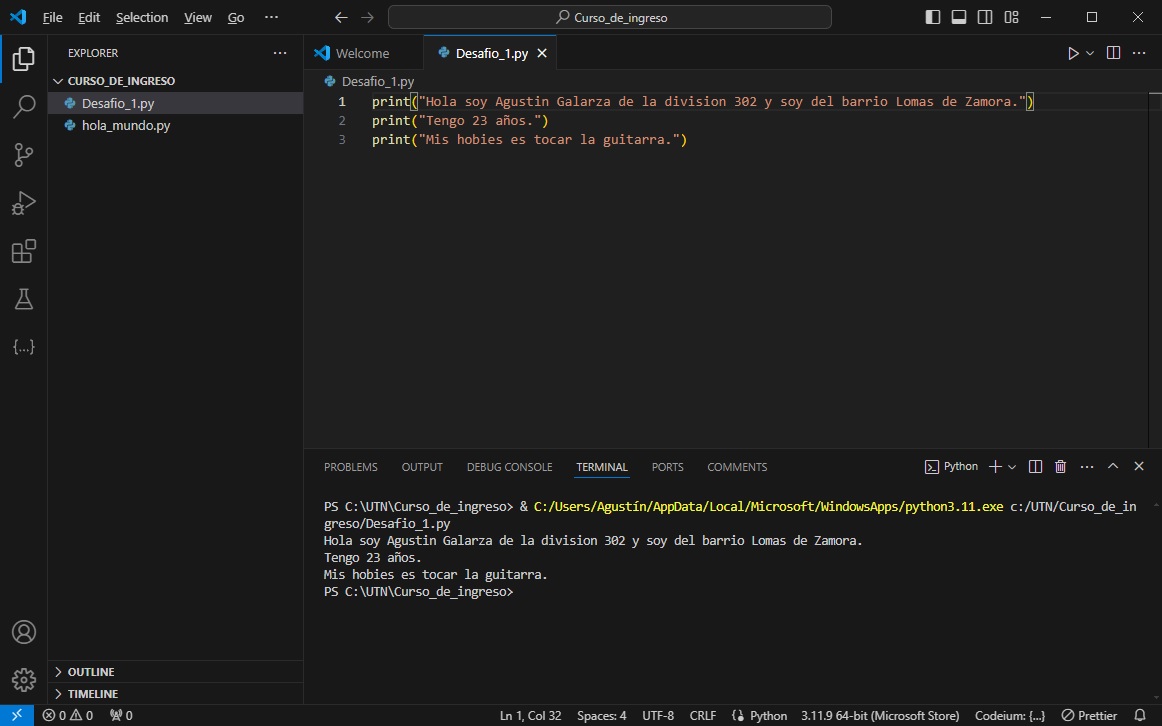 File Edit Selection View Go ··· Curso_de_ingreso
EXPLORER ···
CURSO_DE_INGRESO
Desafio_1.py
hola_mundo.py
OUTLINE
TIMELINE
Welcome Desafio_1.py
Desafio_1.py
1 print("Hola soy Agustin Galarza de la division 302 y soy del barrio Lomas de Zamora.")
2 print("Tengo 23 años.")
3 print("Mis hobies es tocar la guitarra.")
PROBLEMS OUTPUT DEBUG CONSOLE TERMINAL PORTS COMMENTS Python
PS C:\UTN\Curso_de_ingreso> & C:/Users/Agustín/AppData/Local/Microsoft/WindowsApps/python3.11.exe c:/UTN/Curso_de_in
greso/Desafio_1.py
Hola soy Agustin Galarza de la division 302 y soy del barrio Lomas de Zamora.
Tengo 23 años.
Mis hobies es tocar la guitarra.
PS C:\UTN\Curso_de_ingreso>
0 0 0 Ln 1, Col 32 Spaces: 4 UTF-8 CRLF Python 3.11.9 64-bit (Microsoft Store) Codeium: {...} Prettier